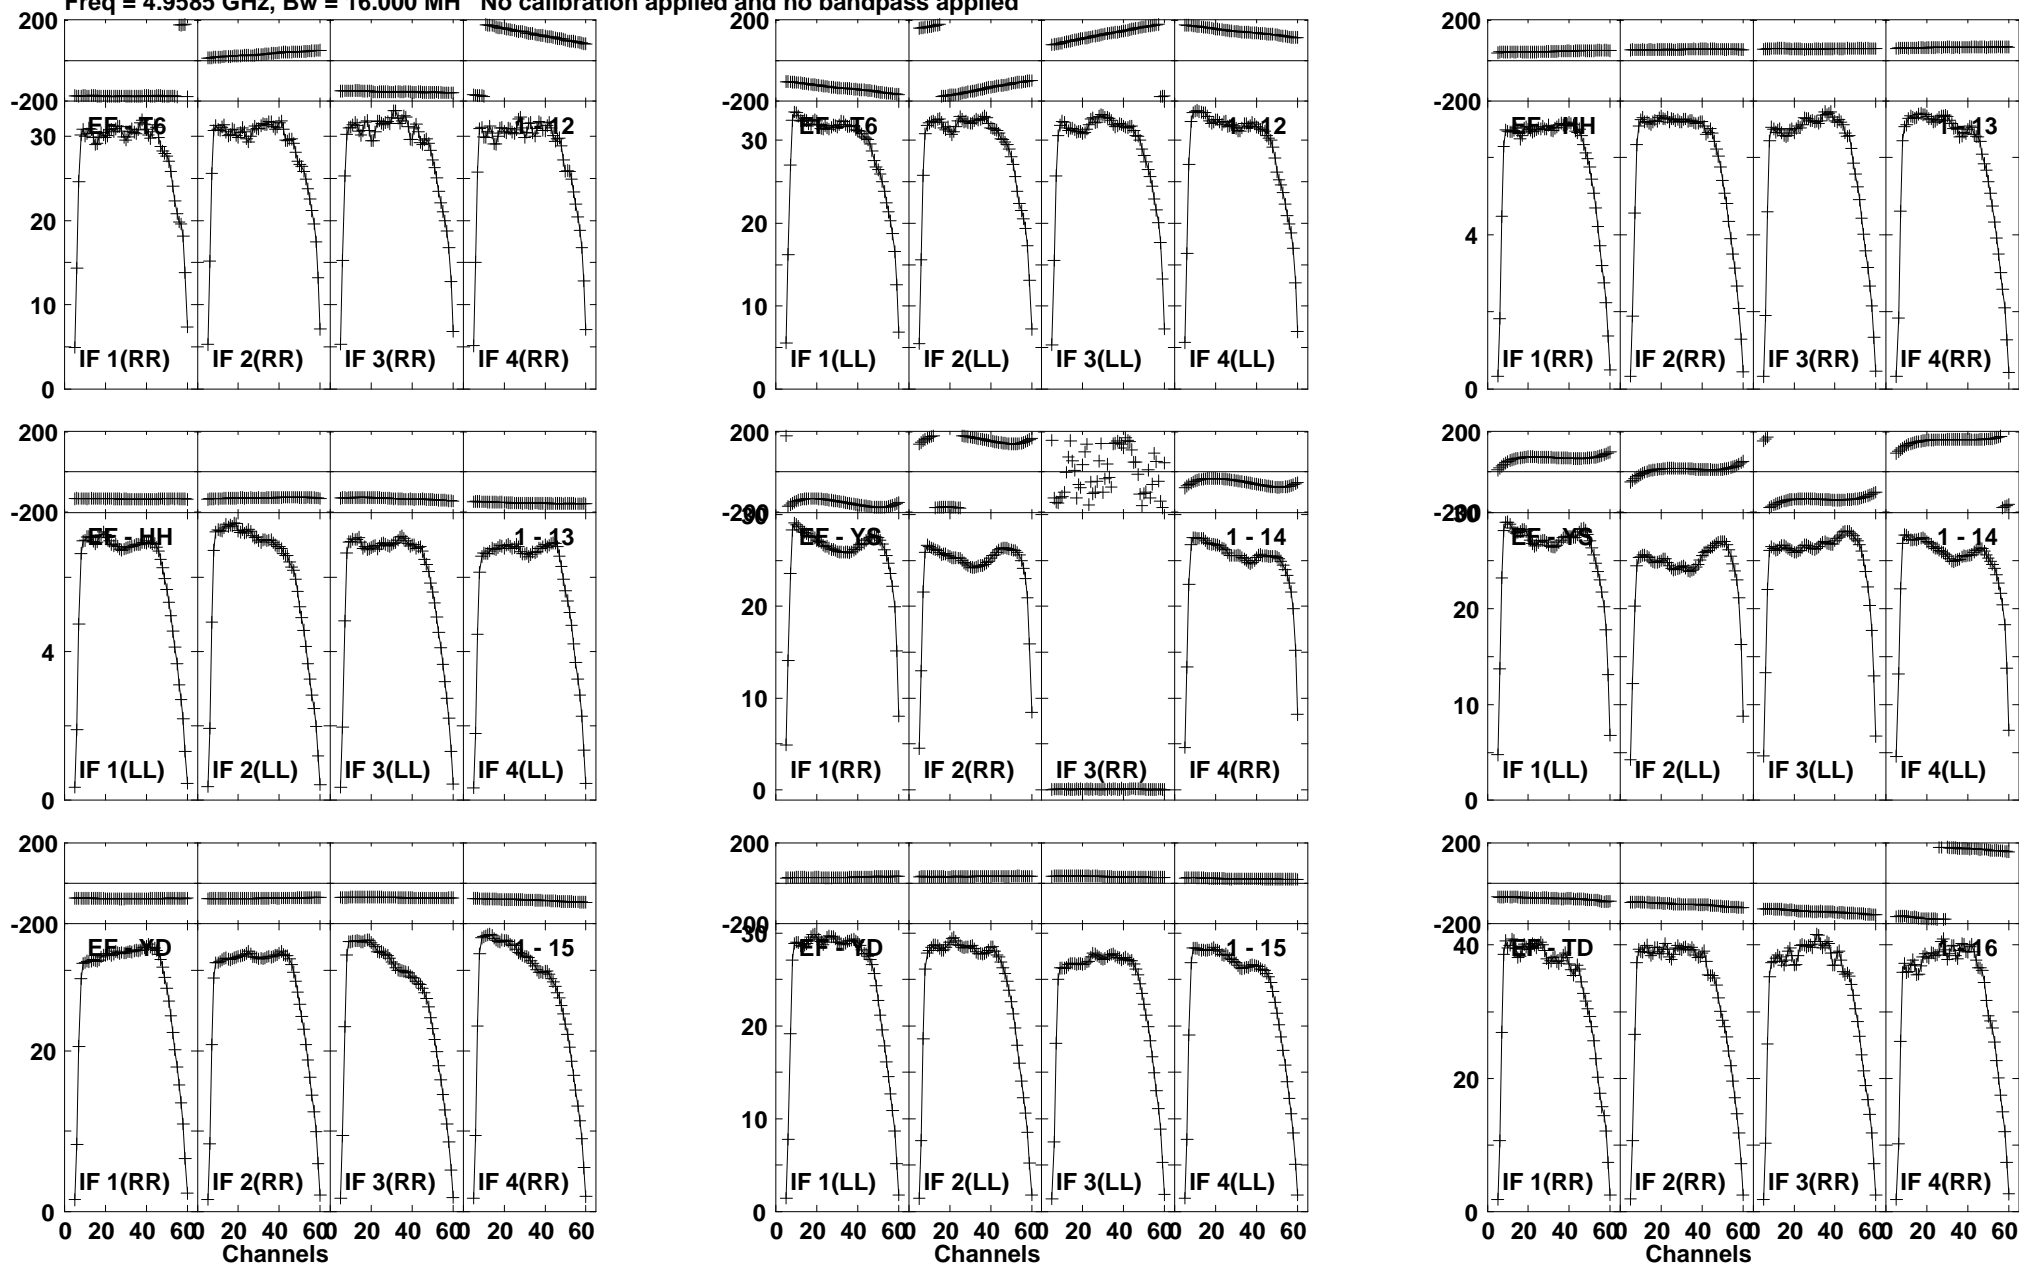 Freq = 4.9585 GHz, Bw = 16.000 MH No calibration applied and no bandpass applied
200
-200
EF - T6
1 - 12
30
20
10
0
IF 1(RR) IF 2(RR) IF 3(RR) IF 4(RR)
EF - T6
1 - 12
30
20
10
0
IF 1(LL) IF 2(LL) IF 3(LL) IF 4(LL)
200
-200
EF - HH
1 - 13
4
0
IF 1(RR) IF 2(RR) IF 3(RR) IF 4(RR)
200
-200
EF - HH
1 - 13
4
0
IF 1(LL) IF 2(LL) IF 3(LL) IF 4(LL)
200
-200
30
EF - YS
1 - 14
20
10
0
IF 1(RR) IF 2(RR) IF 3(RR) IF 4(RR)
200
-200
30
EF - YS
1 - 14
20
10
0
IF 1(LL) IF 2(LL) IF 3(LL) IF 4(LL)
200
-200
EF - YD
1 - 15
20
0
IF 1(RR) IF 2(RR) IF 3(RR) IF 4(RR)
0 20 40 60 0 20 40 60 0 20 40 60 0 20 40 60
Channels
200
-200
30
EF - YD
1 - 15
20
10
0
IF 1(LL) IF 2(LL) IF 3(LL) IF 4(LL)
0 20 40 60 0 20 40 60 0 20 40 60 0 20 40 60
Channels
200
-200
40
EF - TD
1 - 16
20
0
IF 1(RR) IF 2(RR) IF 3(RR) IF 4(RR)
0 20 40 60 0 20 40 60 0 20 40 60 0 20 40 60
Channels